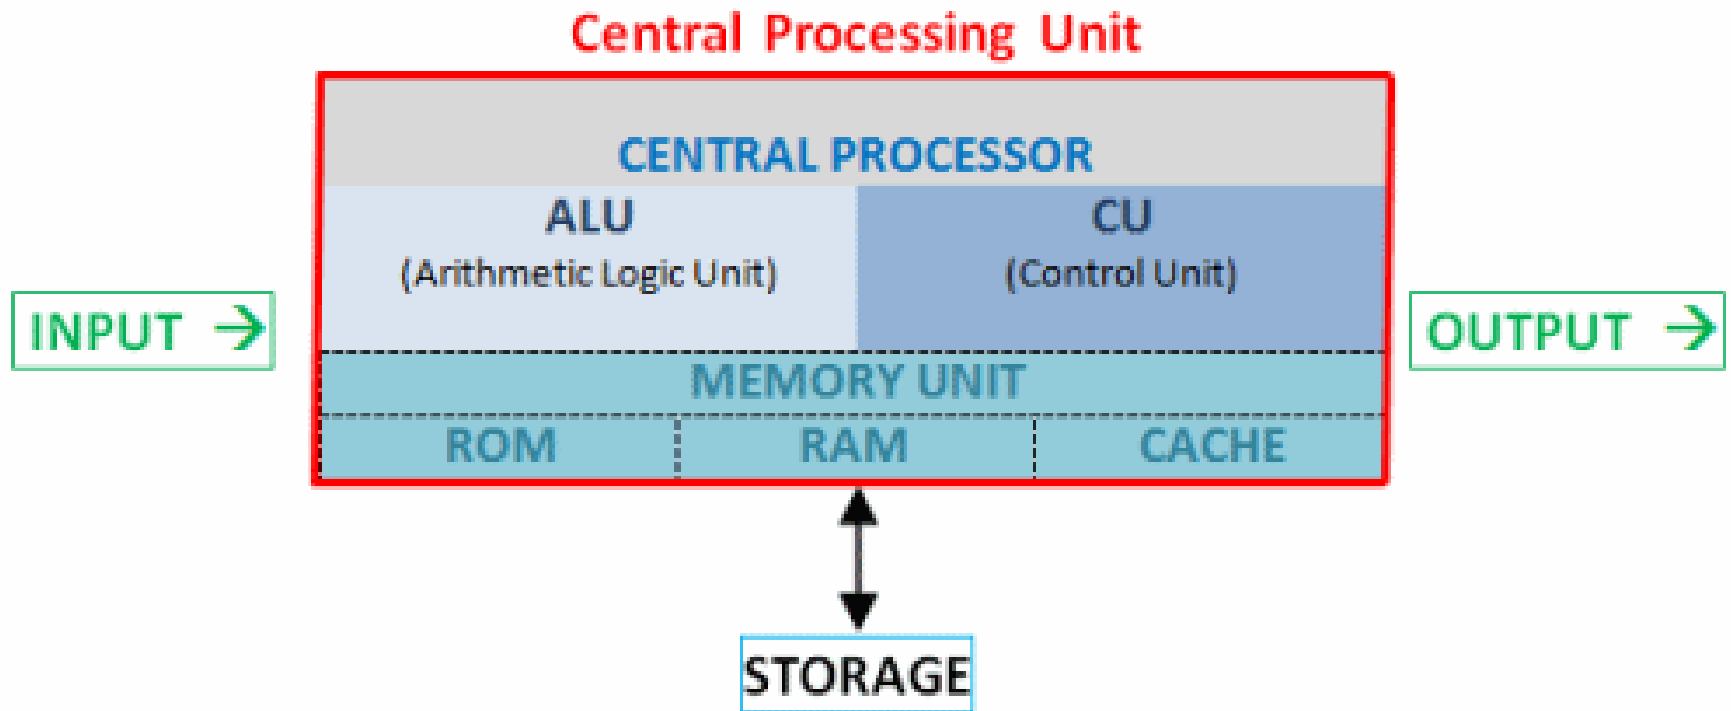 Central Processing Unit
CENTRAL PROCESSOR
ALU
(Arithmetic Logic Unit)
CU
(Control Unit)
INPUT →
OUTPUT →
MEMORY UNIT
ROM
RAM
CACHE
STORAGE